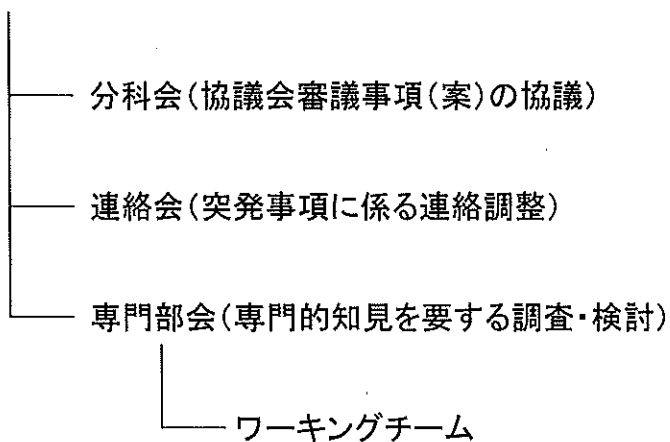 分科会(協議会審議事項(案)の協議)
連絡会(突発事項に係る連絡調整)
専門部会(専門的知見を要する調査・検討)
ワーキングチーム